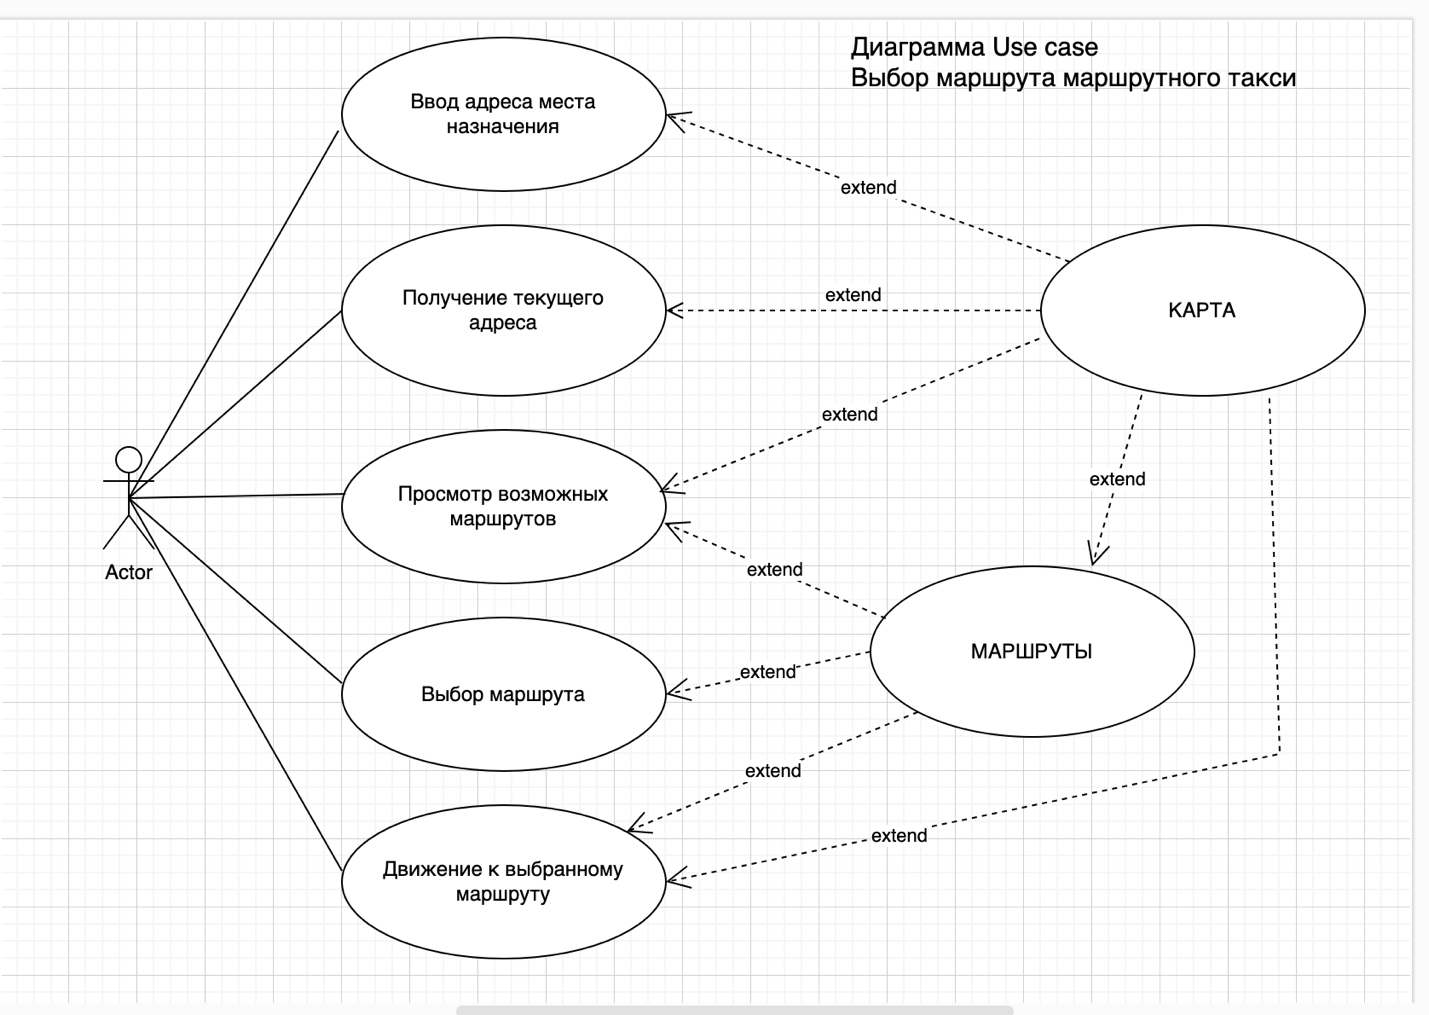 Диаграмма Use case
Выбор маршрута маршрутного такси
Ввод адреса места
назначения
extend
Получение текущего
адреса
extend
КАРТА
extend
Просмотр возможных
маршрутов
extend
extend
Actor
МАРШРУТЫ
extend
Выбор маршрута
extend
extend
Движение к выбранному
маршруту